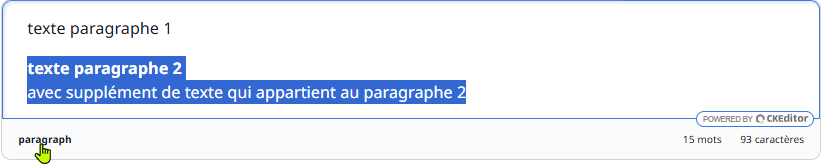 texte paragraphe 1
texte paragraphe 2
avec supplément de texte qui appartient au paragraphe 2
POWERED BY CKEditor
paragraph 15 mots 93 caractères